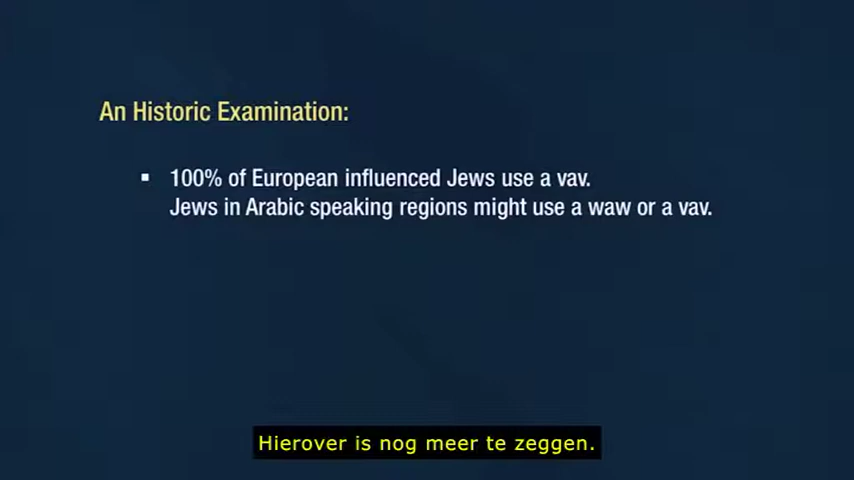 An Historic Examination:
▪ 100% of European influenced Jews use a vav.
Jews in Arabic speaking regions might use a waw or a vav.
Hierover is nog meer te zeggen.